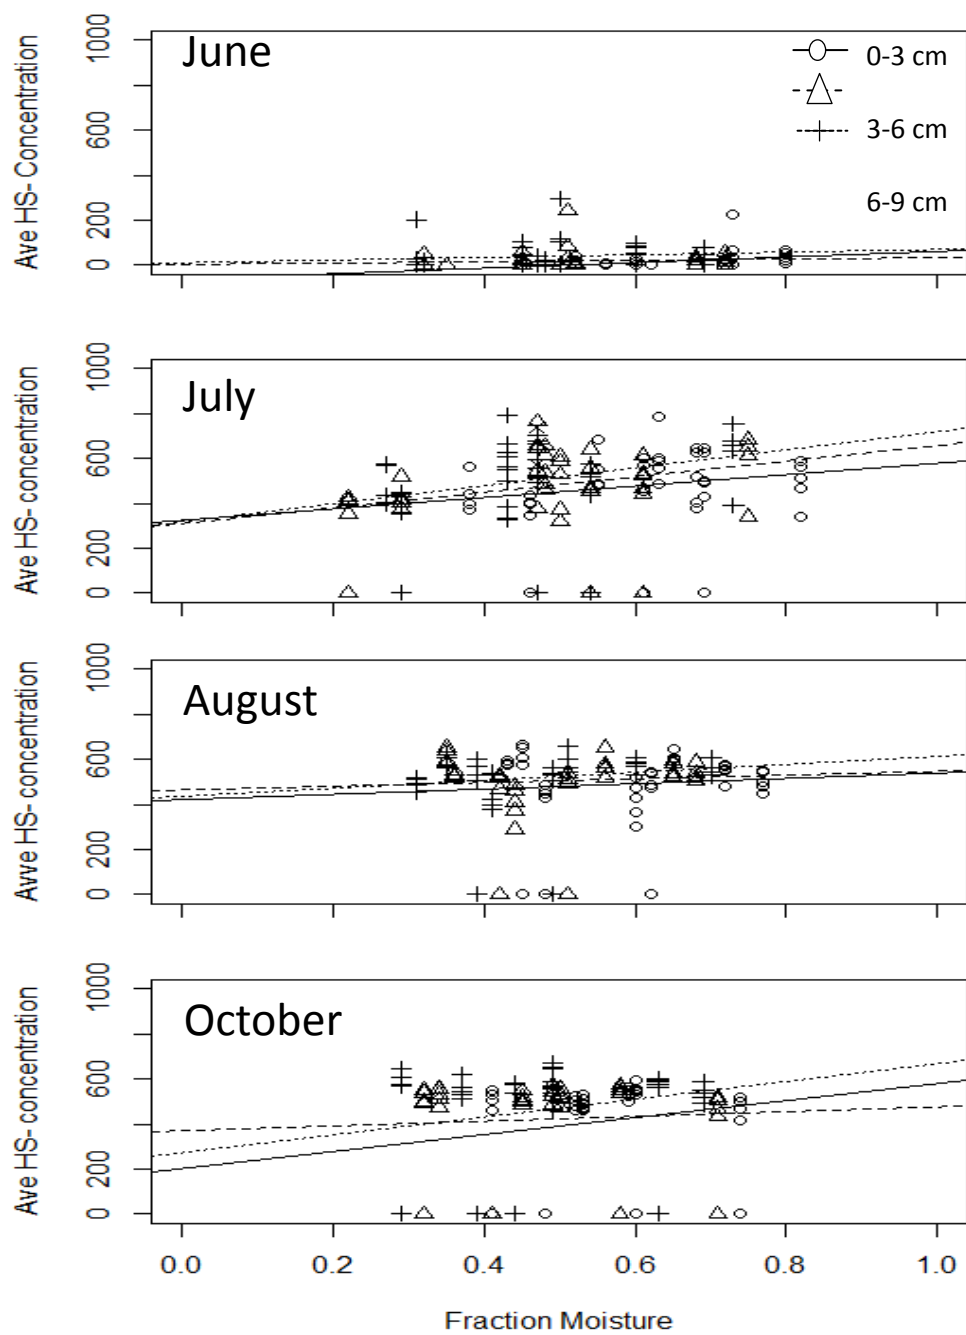 June
0-3 cm
3-6 cm
6-9 cm
Ave HS- Concentration
0 200 600 1000
July
Ave HS- concentration
0 200 600 1000
August
Avve HS- concentration
0 200 600 1000
October
Ave HS- concentration
0 200 600 1000
0.0 0.2 0.4 0.6 0.8 1.0
Fraction Moisture